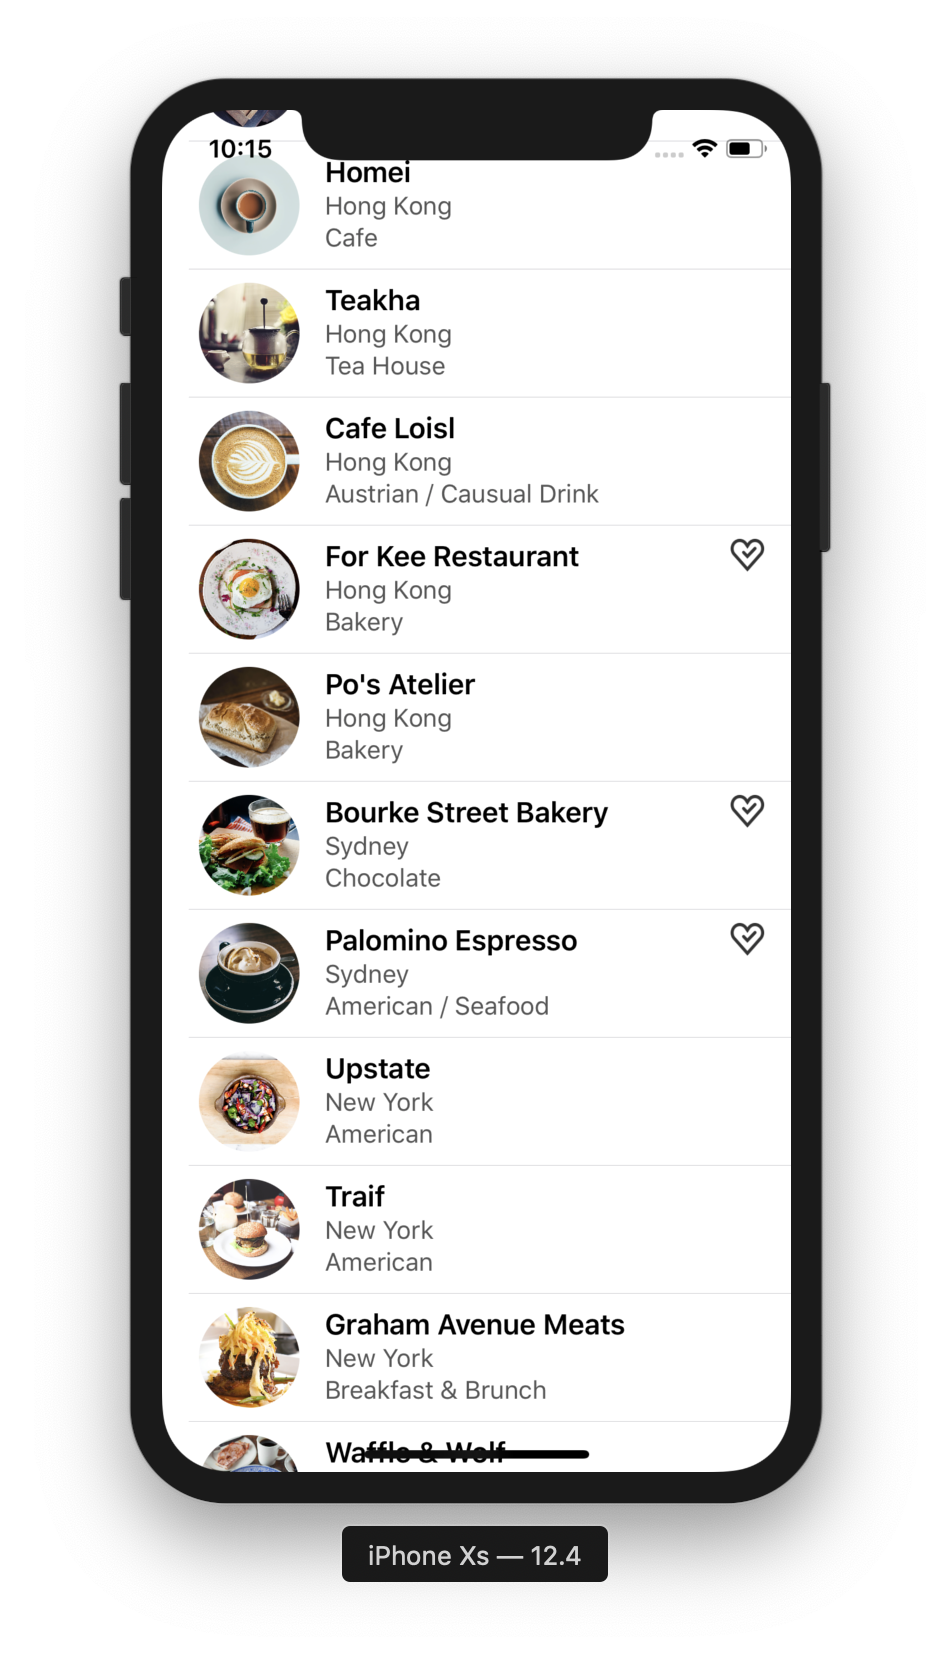 10:15
Homei
Hong Kong
Cafe
Teakha
Hong Kong
Tea House
Cafe Loisl
Hong Kong
Austrian / Causual Drink
For Kee Restaurant
Hong Kong
Bakery
Po's Atelier
Hong Kong
Bakery
Bourke Street Bakery
Sydney
Chocolate
Palomino Espresso
Sydney
American / Seafood
Upstate
New York
American
Traif
New York
American
Graham Avenue Meats
New York
Breakfast & Brunch
Waffle & Wolf
iPhone Xs — 12.4